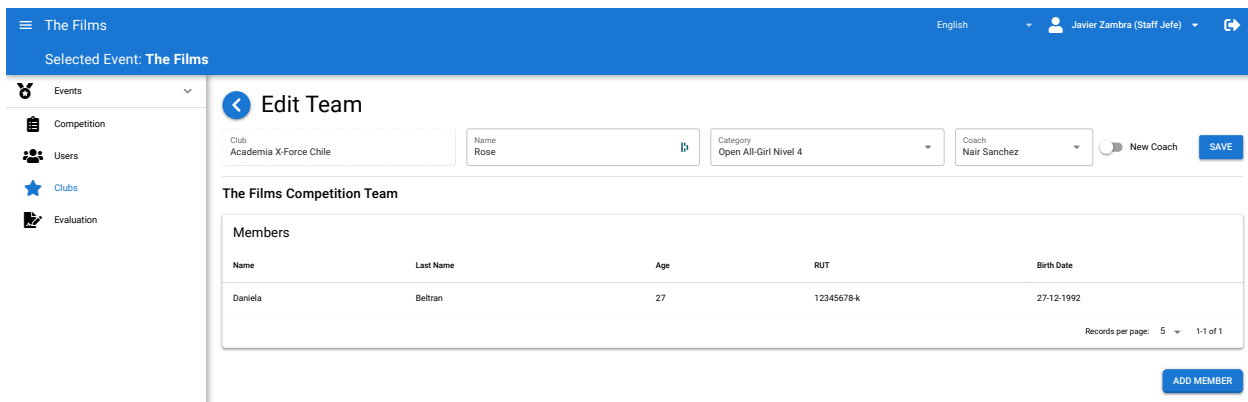 The Films
English
Javier Zambra (Staff Jefe)
Selected Event: The Films
Events
Competition
Users
Clubs
Evaluation
Edit Team
Club
Academia X-Force Chile
Name
Rose
Category
Open All-Girl Nivel 4
Coach
Nair Sanchez
New Coach
SAVE
The Films Competition Team
Members
Name Last Name Age RUT Birth Date
Daniela Beltran 27 12345678-k 27-12-1992
Records per page: 5 1-1 of 1
ADD MEMBER